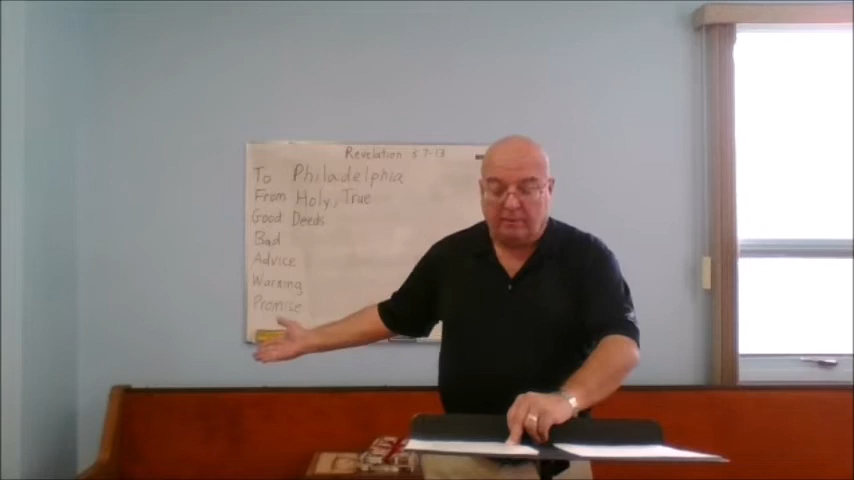 Revelation 3 7-13
To Philadelphia
From Holy, True
Good Deeds
Bad
Advice
Warning
Promise